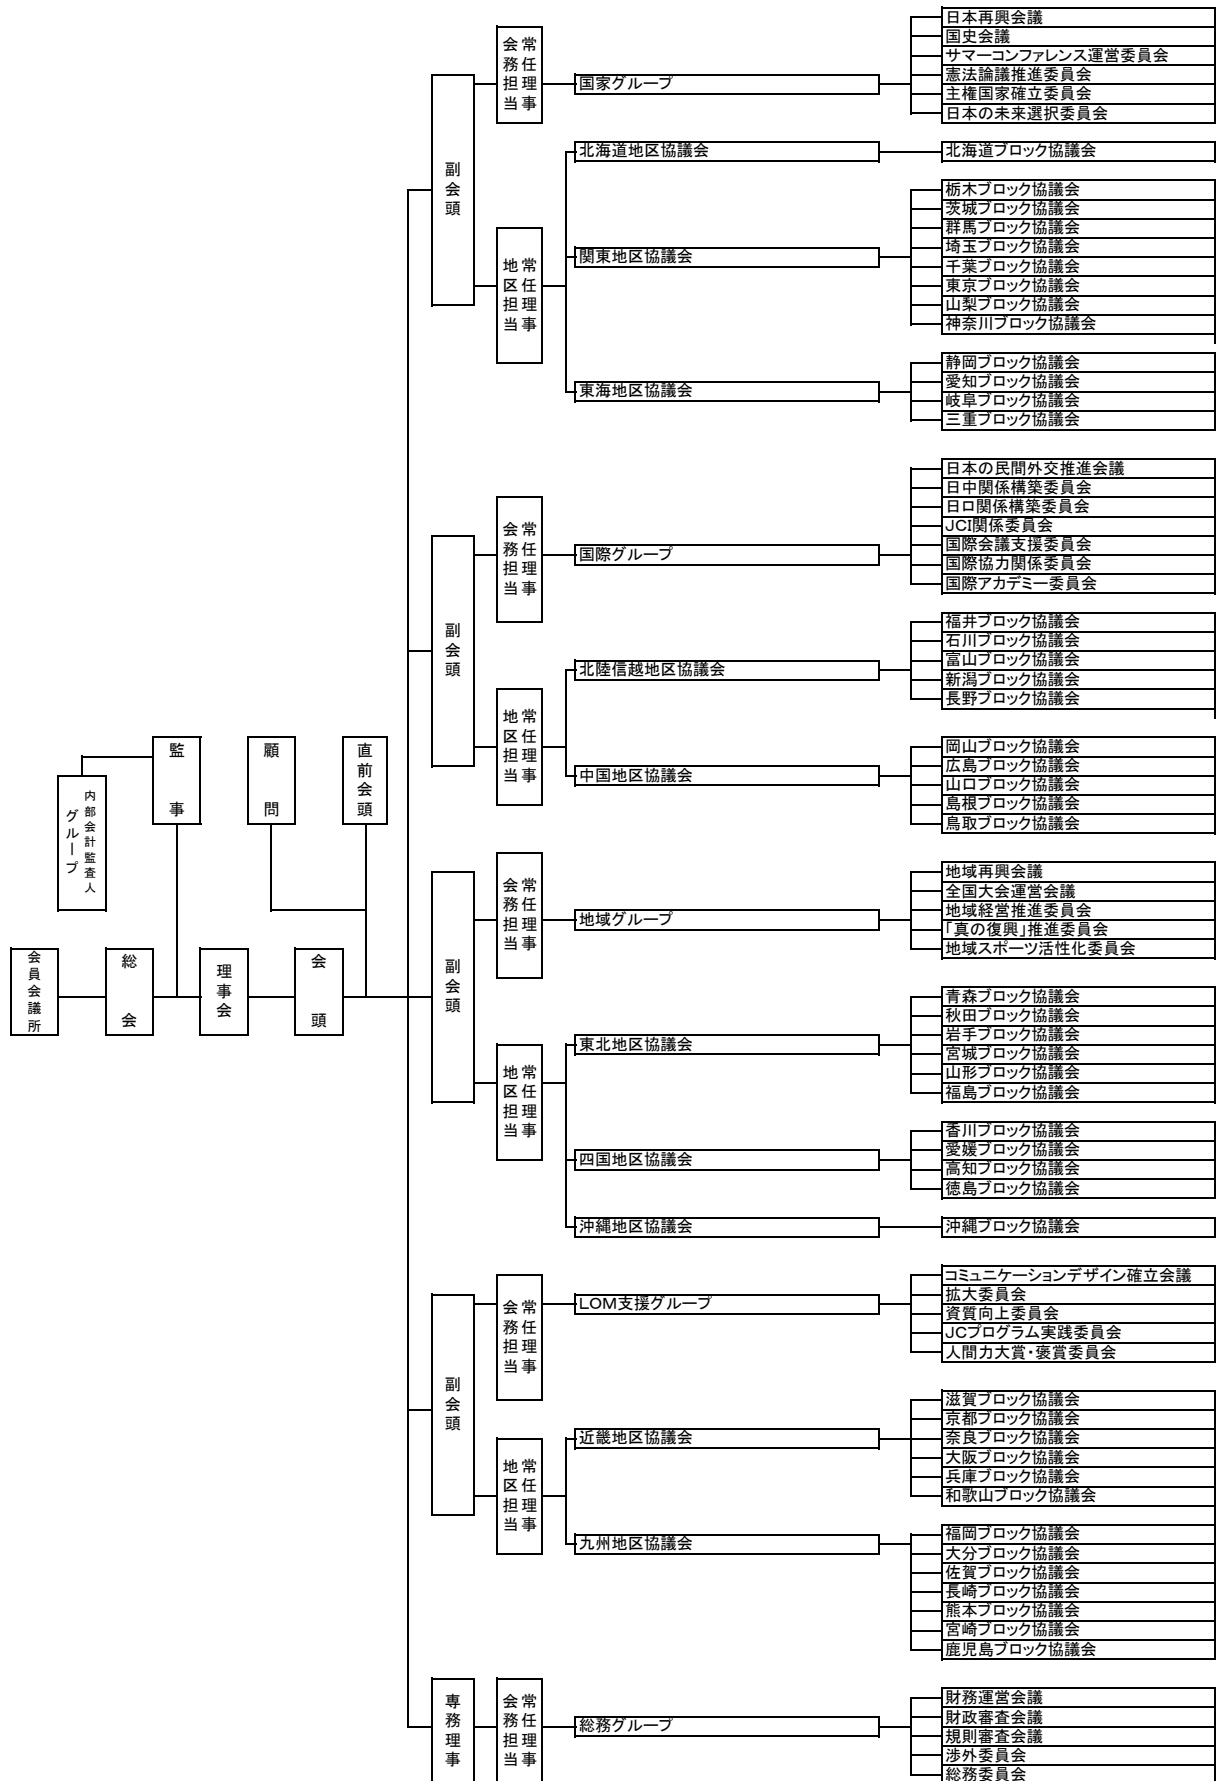 会員会議所
総会
理事会
会頭
監事
顧問
直前会頭
内部会計監査人
グループ
副会頭
常任理事
会務担当
国家グループ
日本再興会議
国史会議
サマーコンファレンス運営委員会
憲法論議推進委員会
主権国家確立委員会
日本の未来選択委員会
常任理事
地区担当
北海道地区協議会
北海道ブロック協議会
関東地区協議会
栃木ブロック協議会
茨城ブロック協議会
群馬ブロック協議会
埼玉ブロック協議会
千葉ブロック協議会
東京ブロック協議会
山梨ブロック協議会
神奈川ブロック協議会
東海地区協議会
静岡ブロック協議会
愛知ブロック協議会
岐阜ブロック協議会
三重ブロック協議会
副会頭
常任理事
会務担当
国際グループ
日本の民間外交推進会議
日中関係構築委員会
日ロ関係構築委員会
JCI関係委員会
国際会議支援委員会
国際協力関係委員会
国際アカデミー委員会
常任理事
地区担当
北陸信越地区協議会
福井ブロック協議会
石川ブロック協議会
富山ブロック協議会
新潟ブロック協議会
長野ブロック協議会
中国地区協議会
岡山ブロック協議会
広島ブロック協議会
山口ブロック協議会
島根ブロック協議会
鳥取ブロック協議会
副会頭
常任理事
会務担当
地域グループ
地域再興会議
全国大会運営会議
地域経営推進委員会
「真の復興」推進委員会
地域スポーツ活性化委員会
常任理事
地区担当
東北地区協議会
青森ブロック協議会
秋田ブロック協議会
岩手ブロック協議会
宮城ブロック協議会
山形ブロック協議会
福島ブロック協議会
四国地区協議会
香川ブロック協議会
愛媛ブロック協議会
高知ブロック協議会
徳島ブロック協議会
沖縄地区協議会
沖縄ブロック協議会
副会頭
常任理事
会務担当
LOM支援グループ
コミュニケーションデザイン確立会議
拡大委員会
資質向上委員会
JCプログラム実践委員会
人間力大賞・褒賞委員会
常任理事
地区担当
近畿地区協議会
滋賀ブロック協議会
京都ブロック協議会
奈良ブロック協議会
大阪ブロック協議会
兵庫ブロック協議会
和歌山ブロック協議会
九州地区協議会
福岡ブロック協議会
大分ブロック協議会
佐賀ブロック協議会
長崎ブロック協議会
熊本ブロック協議会
宮崎ブロック協議会
鹿児島ブロック協議会
専務理事
常任理事
会務担当
総務グループ
財務運営会議
財政審査会議
規則審査会議
渉外委員会
総務委員会